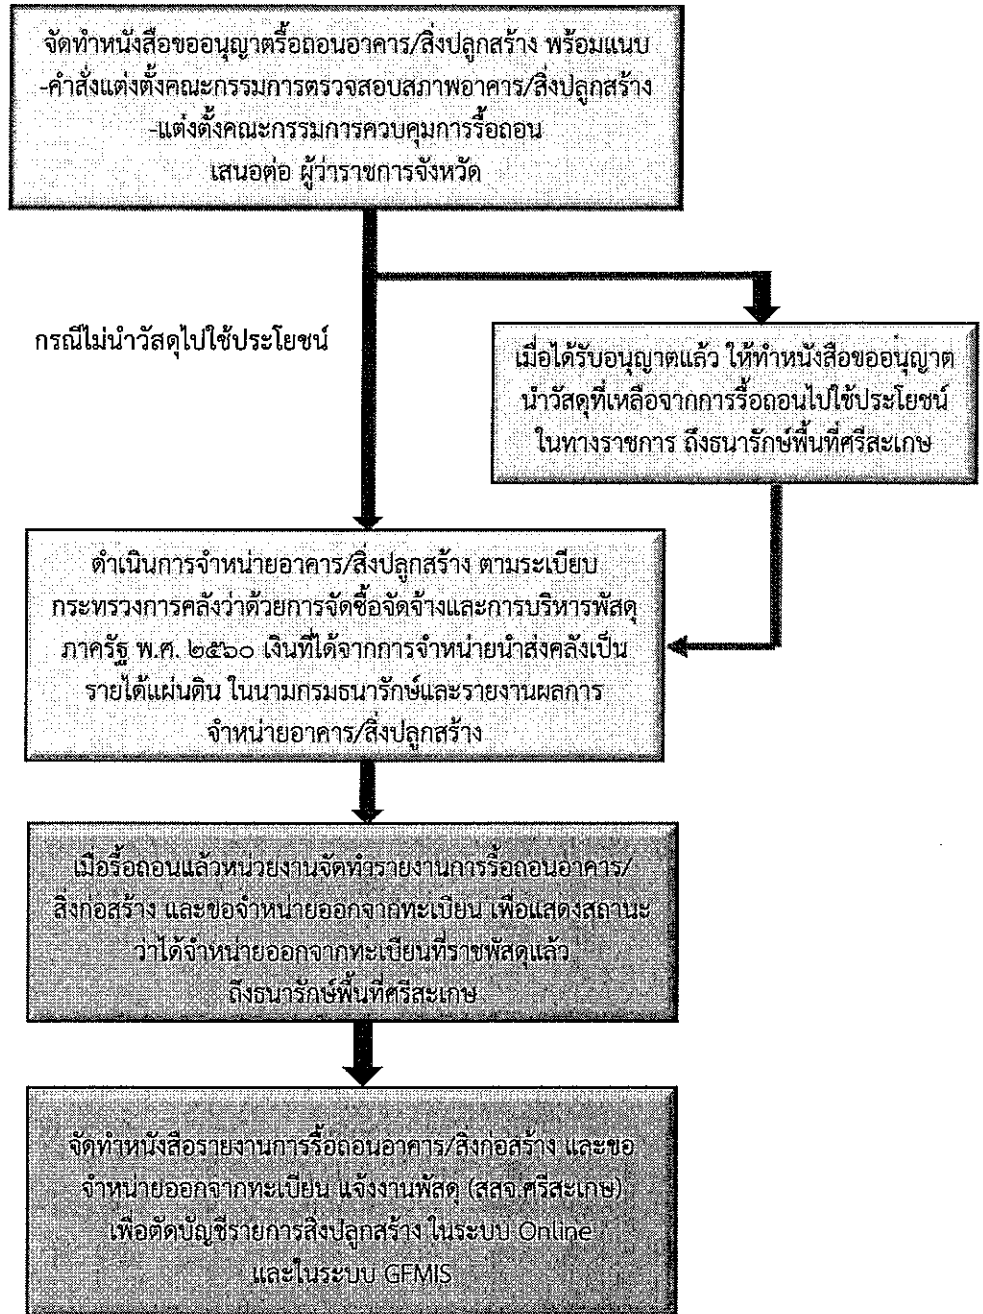 จัดทำหนังสือขออนุญาตรื้อถอนอาคาร/สิ่งปลูกสร้าง พร้อมแนบ
-คำสั่งแต่งตั้งคณะกรรมการตรวจสอบสภาพอาคาร/สิ่งปลูกสร้าง
-แต่งตั้งคณะกรรมการควบคุมการรื้อถอน
เสนอต่อ ผู้ว่าราชการจังหวัด
กรณีไม่นำวัสดุไปใช้ประโยชน์
เมื่อได้รับอนุญาตแล้ว ให้ทำหนังสือขออนุญาต
นำวัสดุที่เหลือจากการรื้อถอนไปใช้ประโยชน์
ในทางราชการ ถึงธนารักษ์พื้นที่ศรีสะเกษ
ดำเนินการจำหน่ายอาคาร/สิ่งปลูกสร้าง ตามระเบียบ
กระทรวงการคลังว่าด้วยการจัดซื้อจัดจ้างและการบริหารพัสดุ
ภาครัฐ พ.ศ. ๒๕๖๐ เงินที่ได้จากการจำหน่ายนำส่งคลังเป็น
รายได้แผ่นดิน ในนามกรมธนารักษ์และรายงานผลการ
จำหน่ายอาคาร/สิ่งปลูกสร้าง
เมื่อรื้อถอนแล้วหน่วยงานจัดทำรายงานการรื้อถอนอาคาร/
สิ่งก่อสร้าง และขอจำหน่ายออกจากทะเบียน เพื่อแสดงสถานะ
ว่าได้จำหน่ายออกจากทะเบียนที่ราชพัสดุแล้ว
ถึงธนารักษ์พื้นที่ศรีสะเกษ
จัดทำหนังสือรายงานการรื้อถอนอาคาร/สิ่งก่อสร้าง และขอ
จำหน่ายออกจากทะเบียน แจ้งงานพัสดุ (สสจ.ศรีสะเกษ)
เพื่อตัดบัญชีรายการสิ่งปลูกสร้าง ในระบบ Online
และในระบบ GFMIS